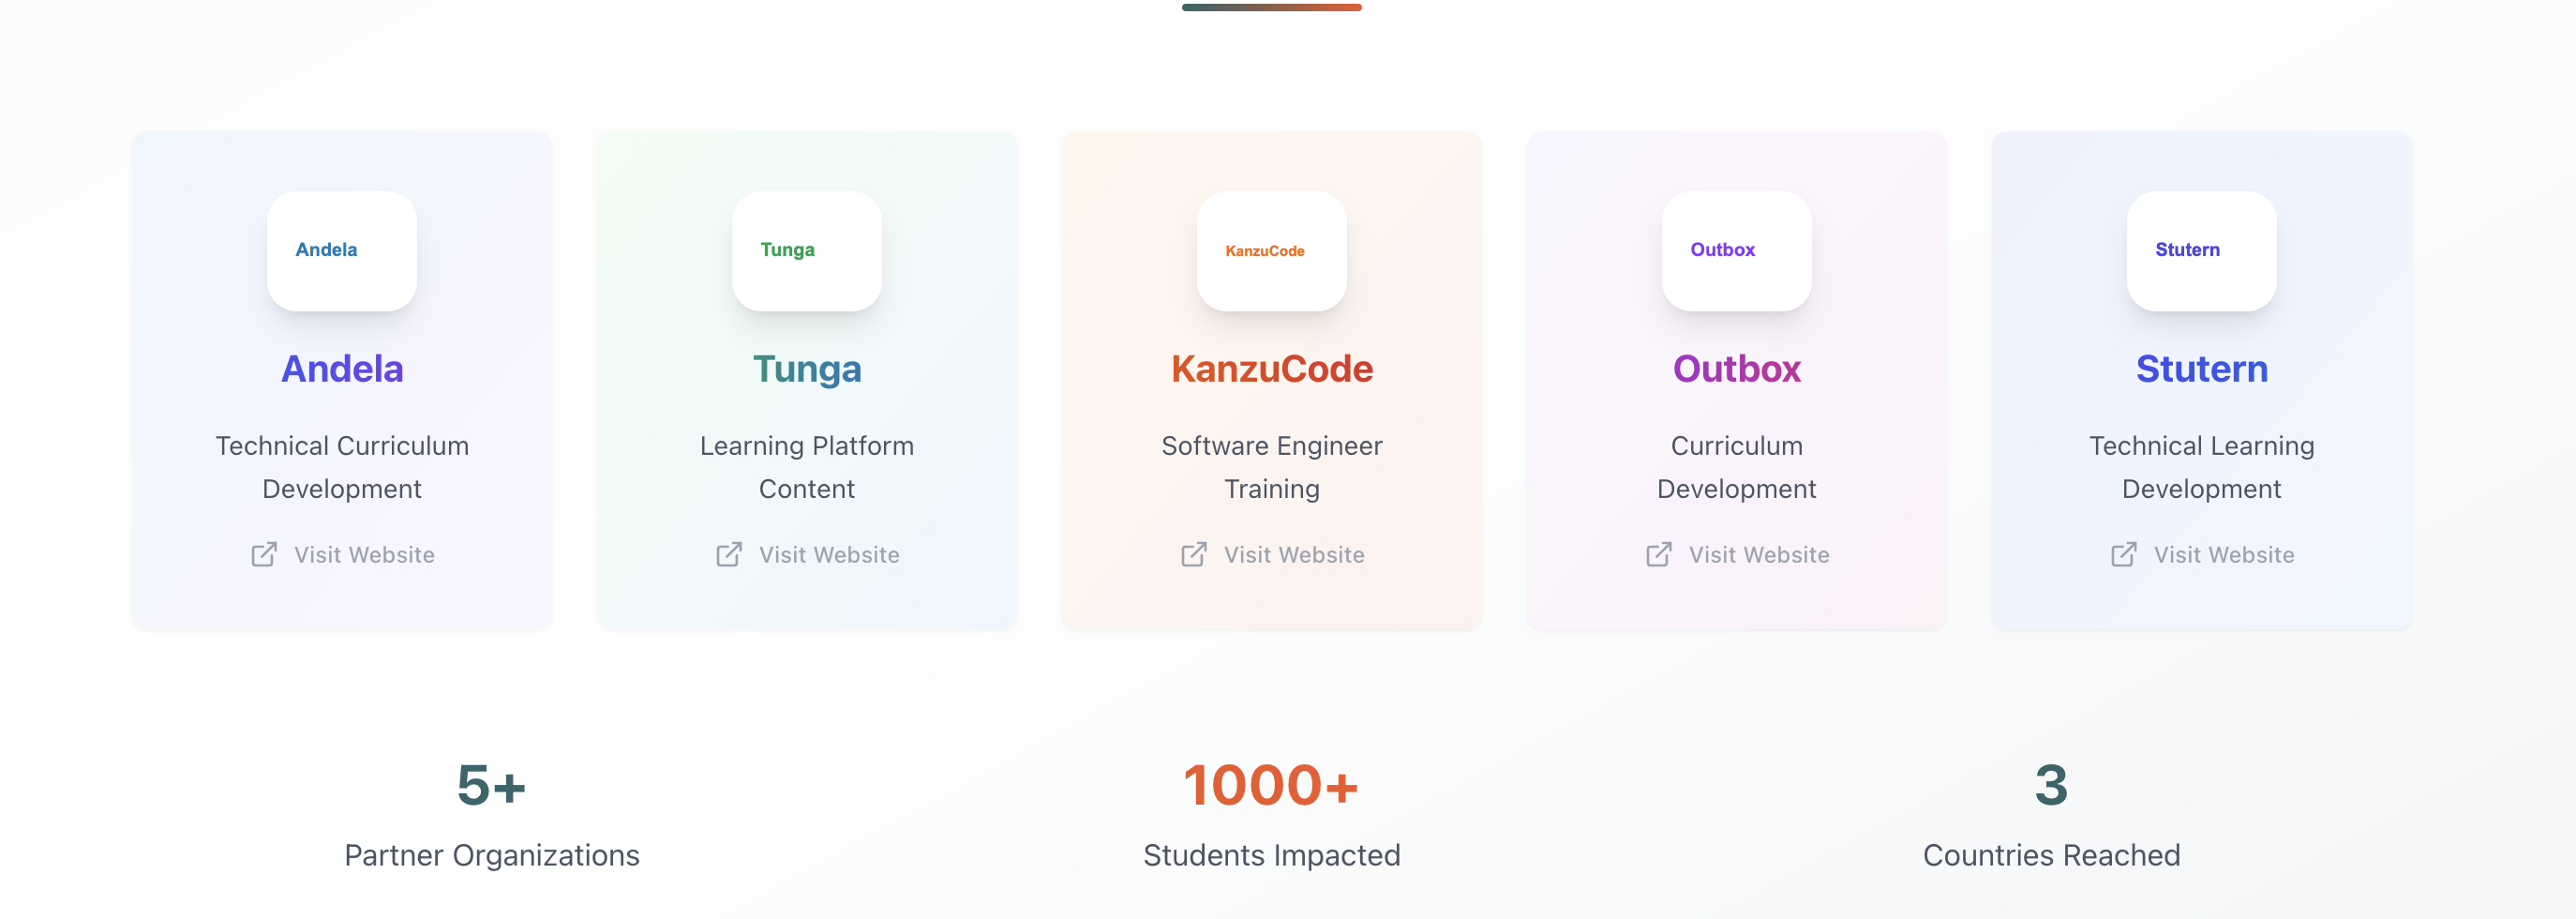 Andela
Andela
Technical Curriculum
Development
Visit Website
Tunga
Tunga
Learning Platform
Content
Visit Website
KanzuCode
KanzuCode
Software Engineer
Training
Visit Website
Outbox
Outbox
Curriculum
Development
Visit Website
Stutern
Stutern
Technical Learning
Development
Visit Website
5+
Partner Organizations
1000+
Students Impacted
3
Countries Reached